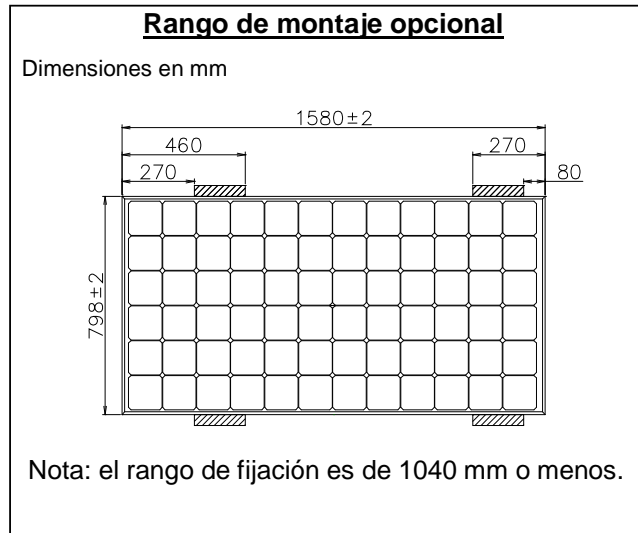 Rango de montaje opcional
Dimensiones en mm
1580±2
460
270
270
80
798±2
Nota: el rango de fijación es de 1040 mm o menos.